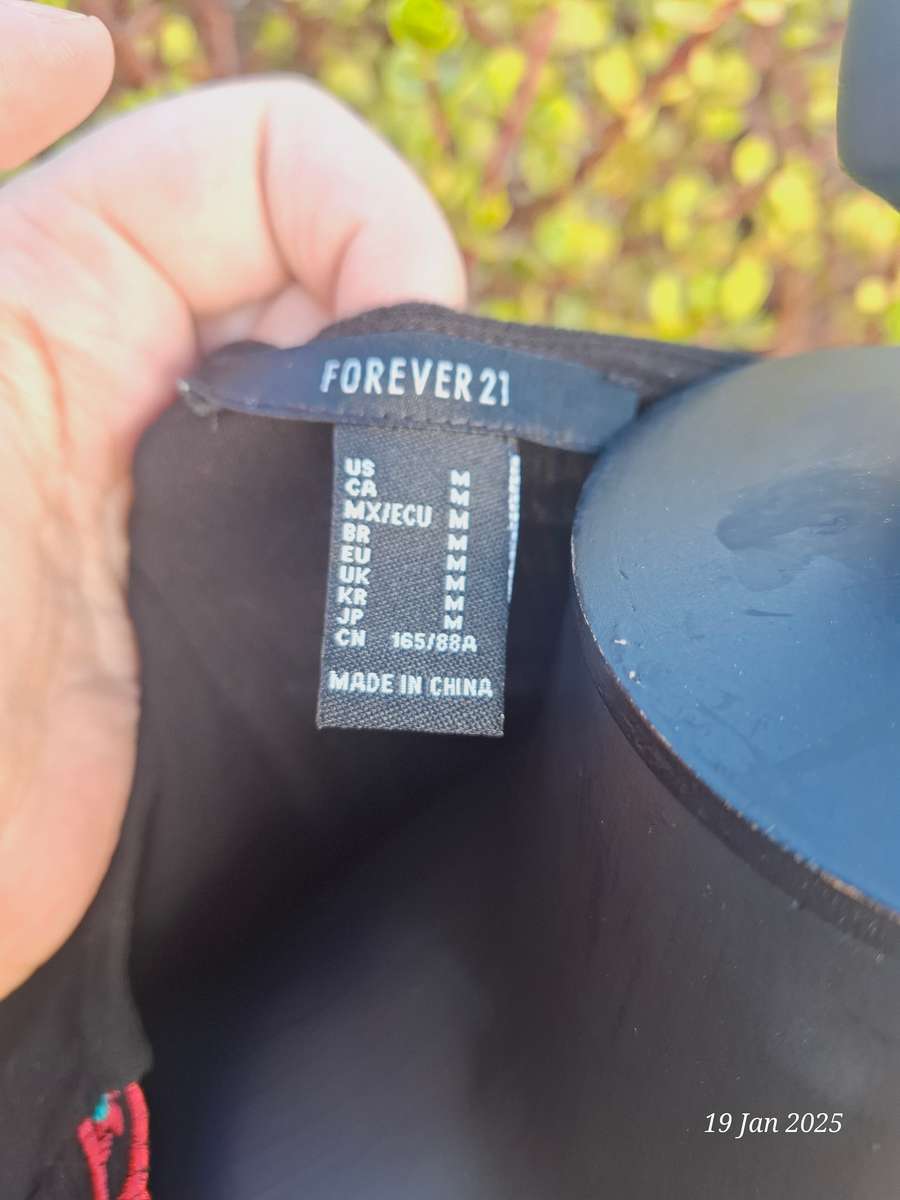 FOREVER 21
US M
CA M
MX/ECU M
BR M
EU M
UK M
KR M
JP M
CN 165/88A
MADE IN CHINA
19 Jan 2025